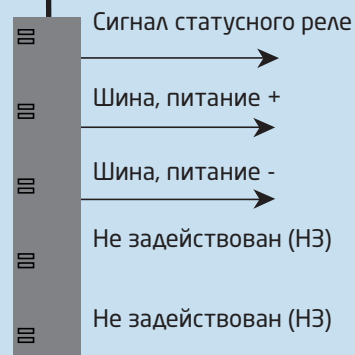 Сигнал статусного реле
Шина, питание +
Шина, питание -
Не задействован (НЗ)
Не задействован (НЗ)